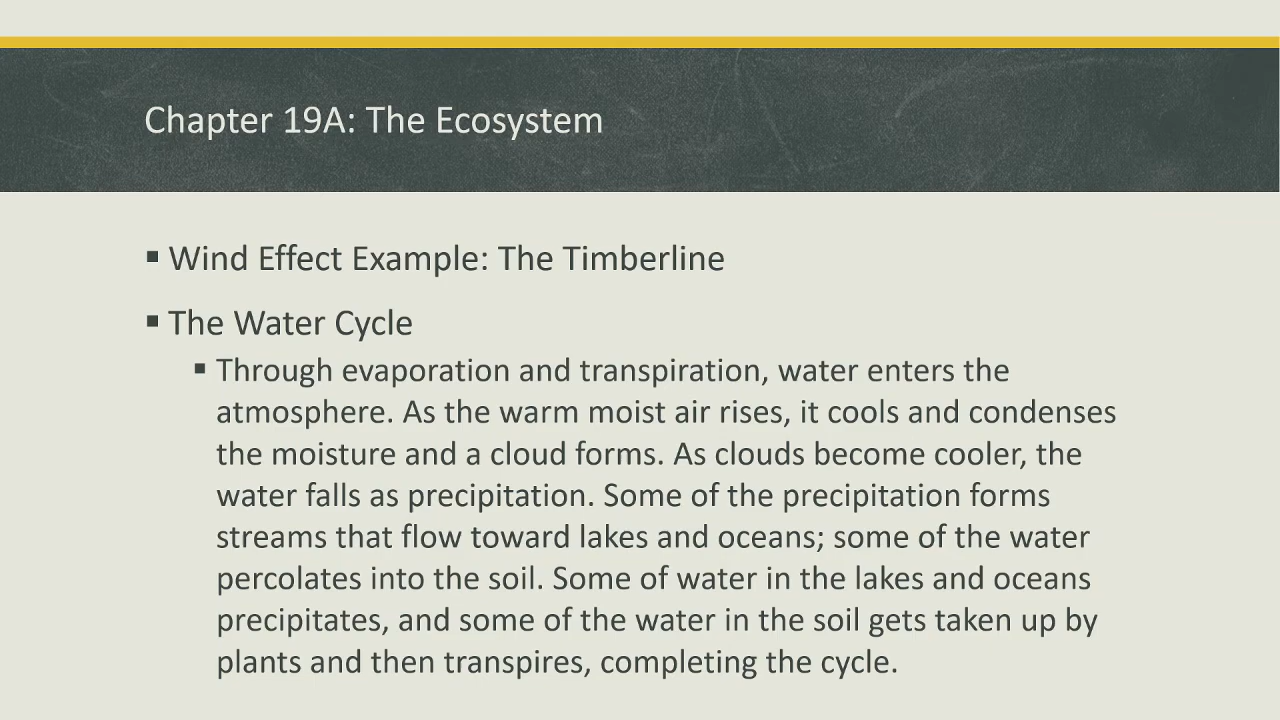 Chapter 19A: The Ecosystem
▪ Wind Effect Example: The Timberline
▪ The Water Cycle
▪ Through evaporation and transpiration, water enters the
atmosphere. As the warm moist air rises, it cools and condenses
the moisture and a cloud forms. As clouds become cooler, the
water falls as precipitation. Some of the precipitation forms
streams that flow toward lakes and oceans; some of the water
percolates into the soil. Some of water in the lakes and oceans
precipitates, and some of the water in the soil gets taken up by
plants and then transpires, completing the cycle.